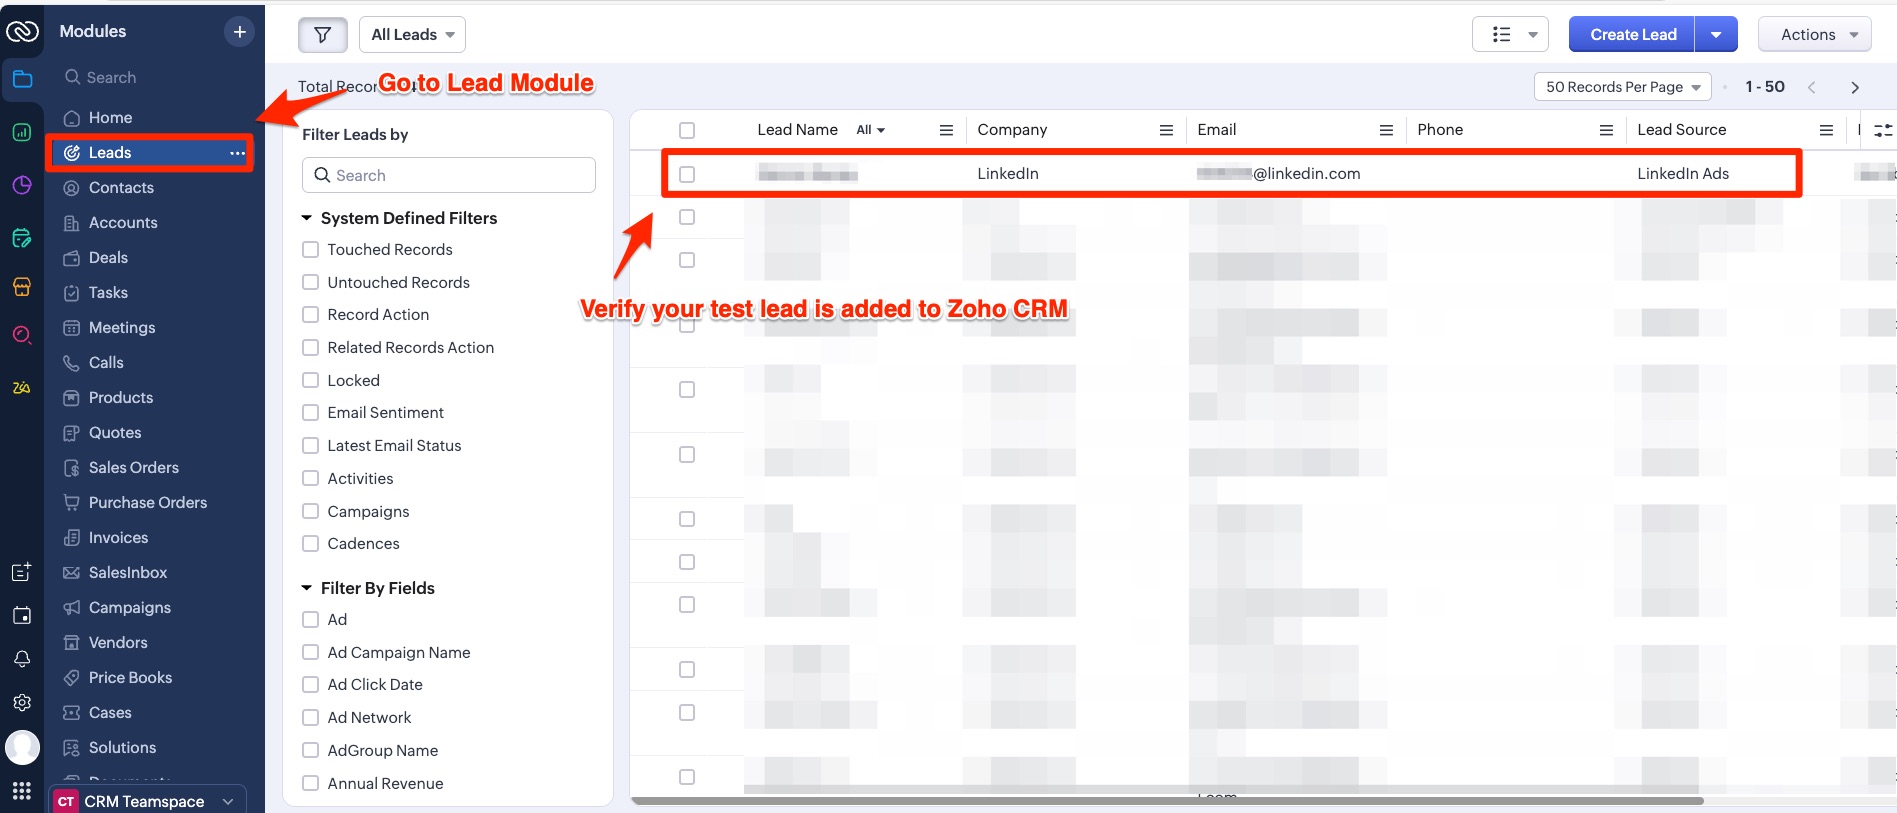 Modules
+
Search
Home
Leads
Contacts
Accounts
Deals
Tasks
Meetings
Calls
Products
Quotes
Sales Orders
Purchase Orders
Invoices
SalesInbox
Campaigns
Vendors
Price Books
Cases
Solutions
CT CRM Teamspace
All Leads
Create Lead
Actions
Total Recor
Go to Lead Module
50 Records Per Page
1 - 50
Filter Leads by
Search
System Defined Filters
Touched Records
Untouched Records
Record Action
Related Records Action
Locked
Email Sentiment
Latest Email Status
Activities
Campaigns
Cadences
Filter By Fields
Ad
Ad Campaign Name
Ad Click Date
Ad Network
AdGroup Name
Annual Revenue
Lead Name All Company Email Phone Lead Source
LinkedIn @linkedin.com LinkedIn Ads
Verify your test lead is added to Zoho CRM